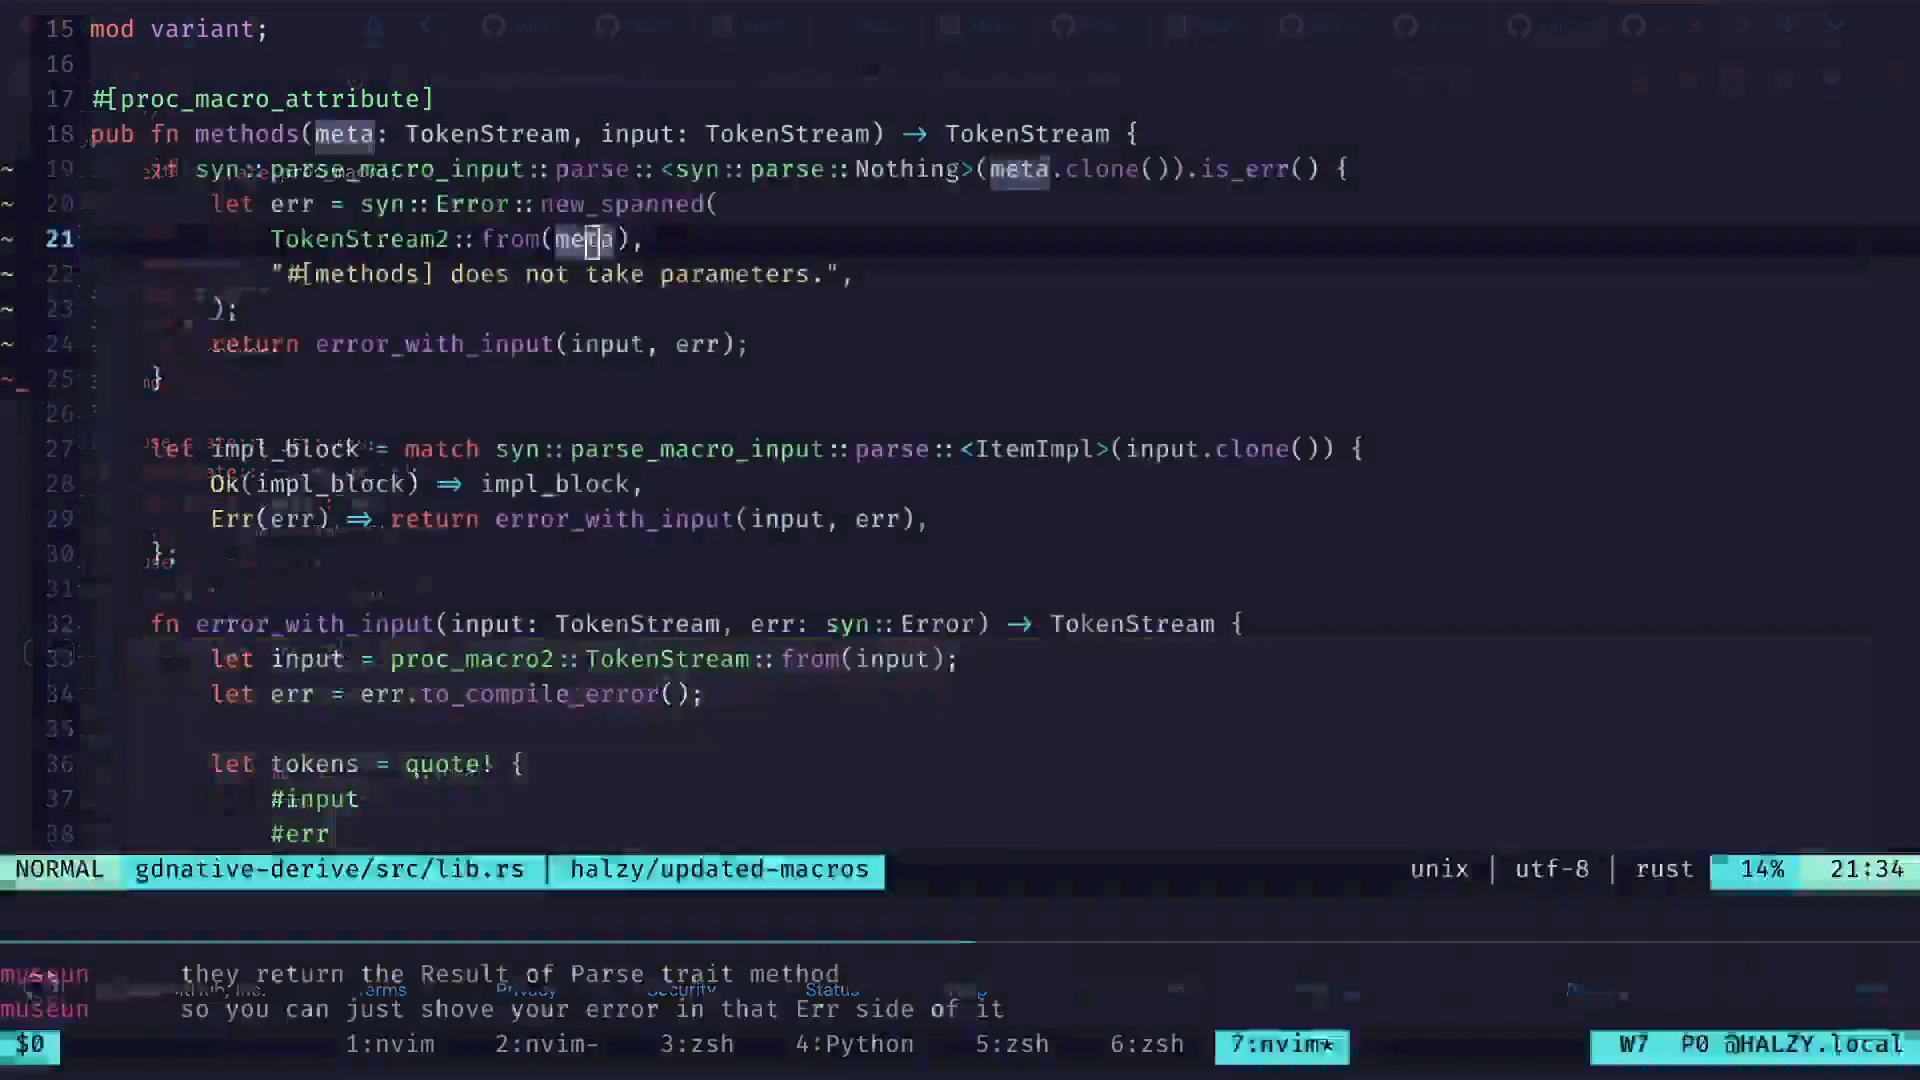 15 mod variant;
16
17 #[proc_macro_attribute]
18 pub fn methods(meta: TokenStream, input: TokenStream) → TokenStream {
~ 19 if syn::parse_macro_input::parse::<syn::parse::Nothing>(meta.clone()).is_err() {
~ 20 let err = syn::Error::new_spanned(
~ 21 TokenStream2::from(meta),
~ 22 "#[methods] does not take parameters.",
~ 23 );
~ 24 return error_with_input(input, err);
~_ 25 }
26
27 let impl_block = match syn::parse_macro_input::parse::<ItemImpl>(input.clone()) {
28 Ok(impl_block) ⇒ impl_block,
29 Err(err) ⇒ return error_with_input(input, err),
30 };
31
32 fn error_with_input(input: TokenStream, err: syn::Error) → TokenStream {
33 let input = proc_macro2::TokenStream::from(input);
34 let err = err.to_compile_error();
35
36 let tokens = quote! {
37 #input
38 #err
NORMAL gdnative-derive/src/lib.rs | halzy/updated-macros unix | utf-8 | rust 14% 21:34
museun they return the Result of Parse trait method
Terms Privacy Security Status
museun so you can just shove your error in that Err side of it
$0 1:nvim 2:nvim- 3:zsh 4:Python 5:zsh 6:zsh 7:nvim* W7 P0 @HALZY.local